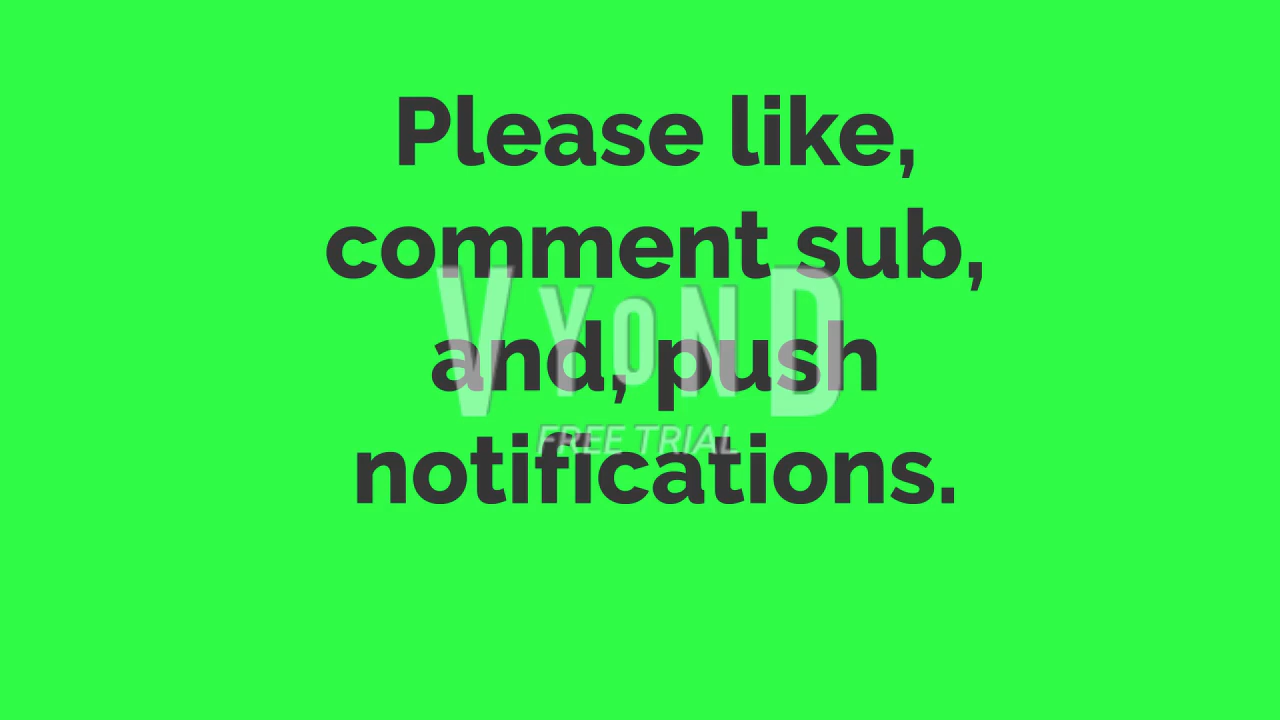 Please like,
comment sub,
VYOND
and, push
FREE TRIAL
notifications.